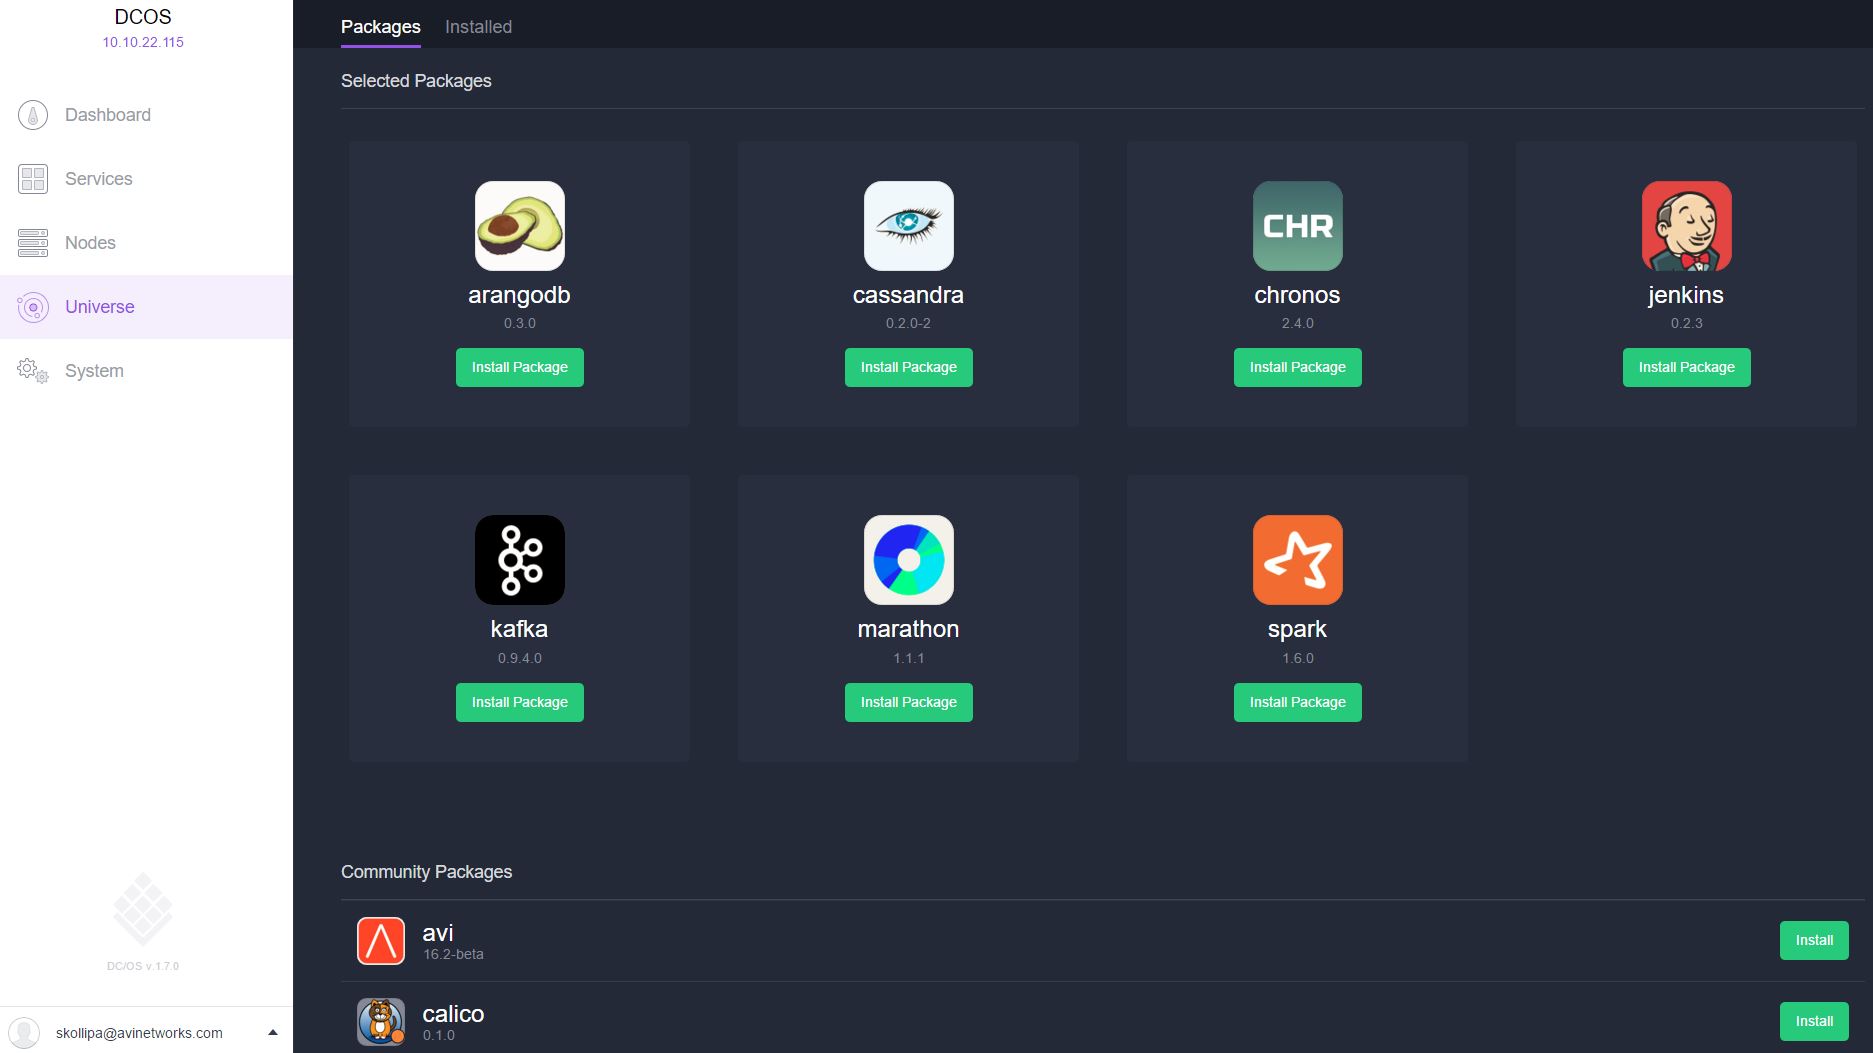 DCOS
10.10.22.115
Dashboard
Services
Nodes
Universe
System
DC/OS v.1.7.0
skollipa@avinetworks.com
Packages Installed
Selected Packages
arangodb
0.3.0
Install Package
cassandra
0.2.0-2
Install Package
CHR
chronos
2.4.0
Install Package
jenkins
0.2.3
Install Package
kafka
0.9.4.0
Install Package
marathon
1.1.1
Install Package
spark
1.6.0
Install Package
Community Packages
avi
16.2-beta
Install
calico
0.1.0
Install